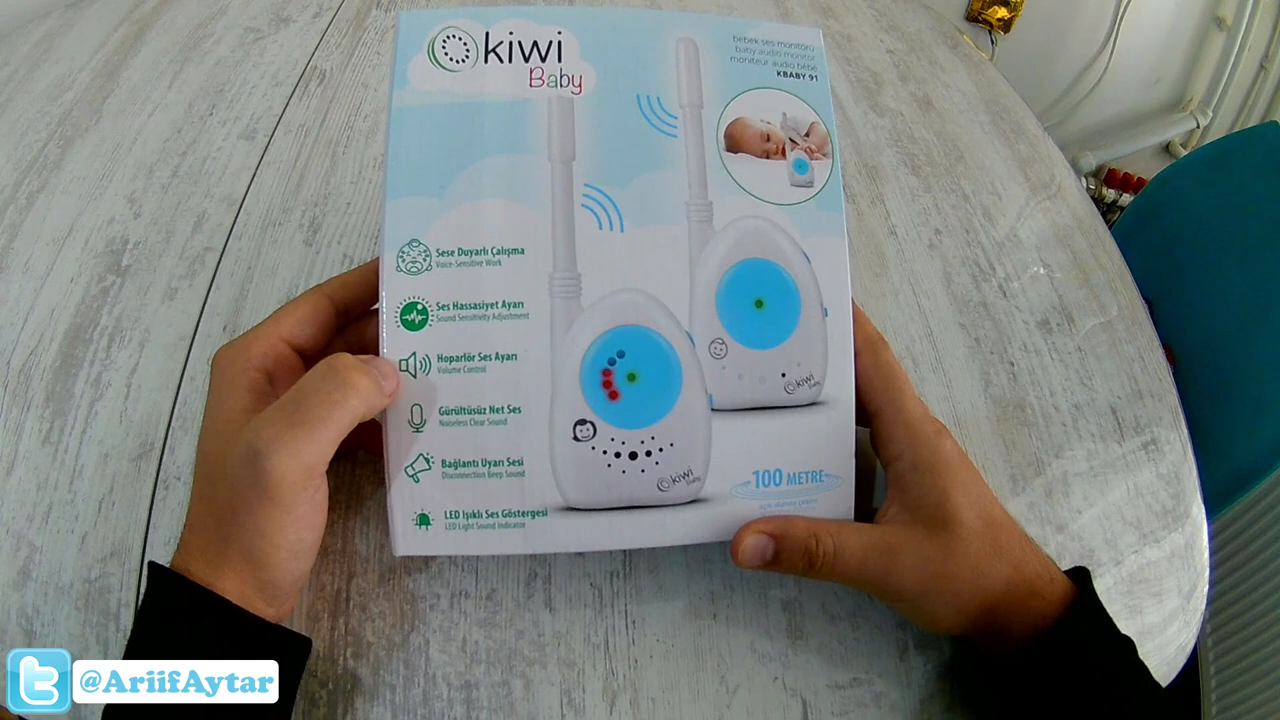 kiwi
Baby
bebek ses monitörü
baby audio monitor
moniteur audio bébé
KBABY 91
Sese Duyarlı Çalışma
Voice-Sensitive Work
Ses Hassasiyet Ayarı
Sound Sensitivity Adjustment
Hoparlör Ses Ayarı
Volume Control
Gürültüsüz Net Ses
Noiseless Clear Sound
Bağlantı Uyarı Sesi
Disconnection Beep Sound
LED Işıklı Ses Göstergesi
LED Light Sound Indicator
kiwi
Baby
kiwi
Baby
100 METRE
@AriifAytar